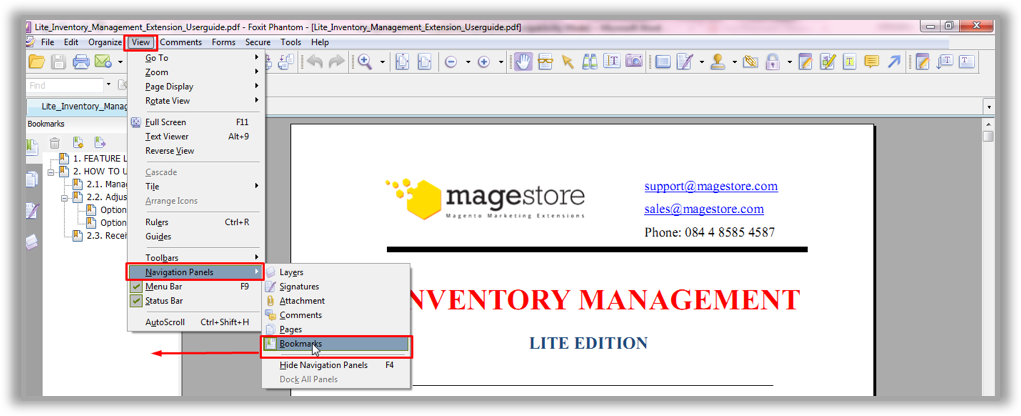 Lite_Inventory_Management_Extension_Userguide.pdf - Foxit Phantom - [Lite_Inventory_Management_Extension_Userguide.pdf]
File Edit Organize View Comments Forms Secure Tools Help
Find
Lite_Inventory_Mana
Bookmarks
1. FEATURE L
2. HOW TO U
2.1. Mana
2.2. Adjus
Option
Option
2.3. Recei
Go To
Zoom
Page Display
Rotate View
Full Screen F11
Text Viewer Alt+9
Reverse View
Cascade
Tile
Arrange Icons
Rulers Ctrl+R
Guides
Toolbars
Navigation Panels
Menu Bar F9
Status Bar
AutoScroll Ctrl+Shift+H
Layers
Signatures
Attachment
Comments
Pages
Bookmarks
Hide Navigation Panels F4
Dock All Panels
magestore
Magento Marketing Extensions
support@magestore.com
sales@magestore.com
Phone: 084 4 8585 4587
NVENTORY MANAGEMENT
LITE EDITION